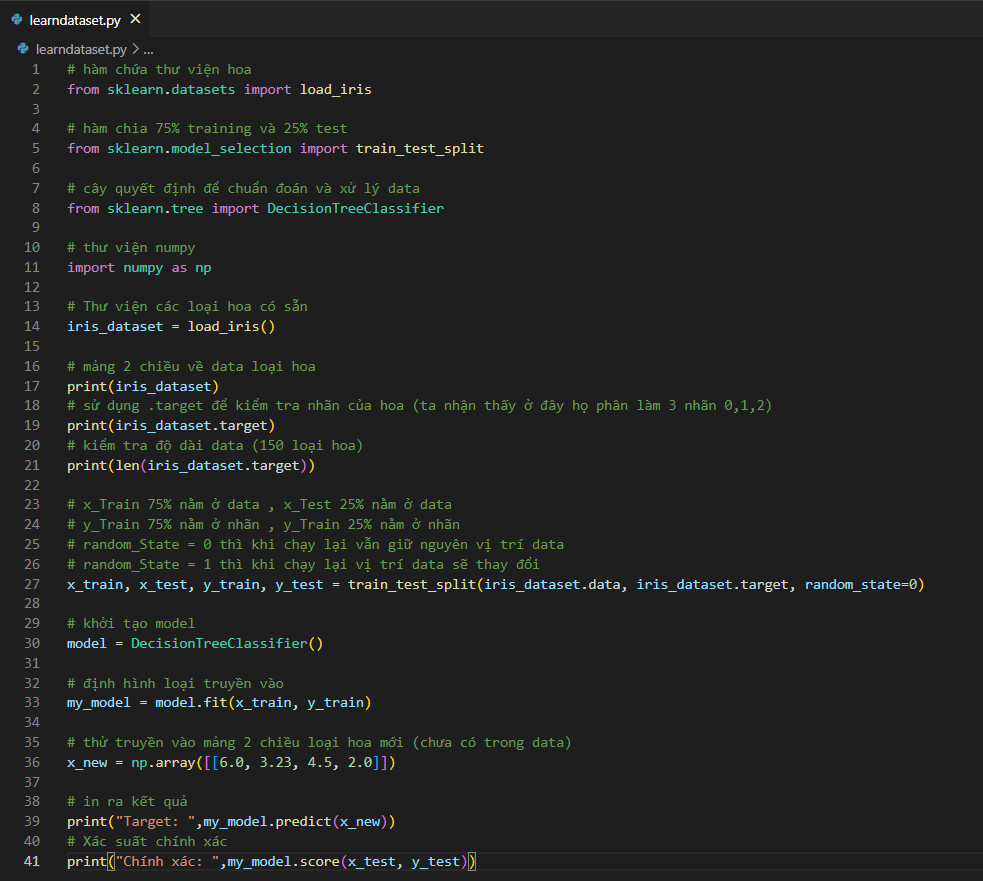 learndataset.py ×
learndataset.py > ...
1 # hàm chứa thư viện hoa
2 from sklearn.datasets import load_iris
3
4 # hàm chia 75% training và 25% test
5 from sklearn.model_selection import train_test_split
6
7 # cây quyết định để chuẩn đoán và xử lý data
8 from sklearn.tree import DecisionTreeClassifier
9
10 # thư viện numpy
11 import numpy as np
12
13 # Thư viện các loại hoa có sẵn
14 iris_dataset = load_iris()
15
16 # mảng 2 chiều về data loại hoa
17 print(iris_dataset)
18 # sử dụng .target để kiểm tra nhãn của hoa (ta nhận thấy ở đây họ phân làm 3 nhãn 0,1,2)
19 print(iris_dataset.target)
20 # kiểm tra độ dài data (150 loại hoa)
21 print(len(iris_dataset.target))
22
23 # x_Train 75% nằm ở data , x_Test 25% nằm ở data
24 # y_Train 75% nằm ở nhãn , y_Train 25% nằm ở nhãn
25 # random_State = 0 thì khi chạy lại vẫn giữ nguyên vị trí data
26 # random_State = 1 thì khi chạy lại vị trí data sẽ thay đổi
27 x_train, x_test, y_train, y_test = train_test_split(iris_dataset.data, iris_dataset.target, random_state=0)
28
29 # khởi tạo model
30 model = DecisionTreeClassifier()
31
32 # định hình loại truyền vào
33 my_model = model.fit(x_train, y_train)
34
35 # thử truyền vào mảng 2 chiều loại hoa mới (chưa có trong data)
36 x_new = np.array([[6.0, 3.23, 4.5, 2.0]])
37
38 # in ra kết quả
39 print("Target: ",my_model.predict(x_new))
40 # Xác suất chính xác
41 print("Chính xác: ",my_model.score(x_test, y_test))